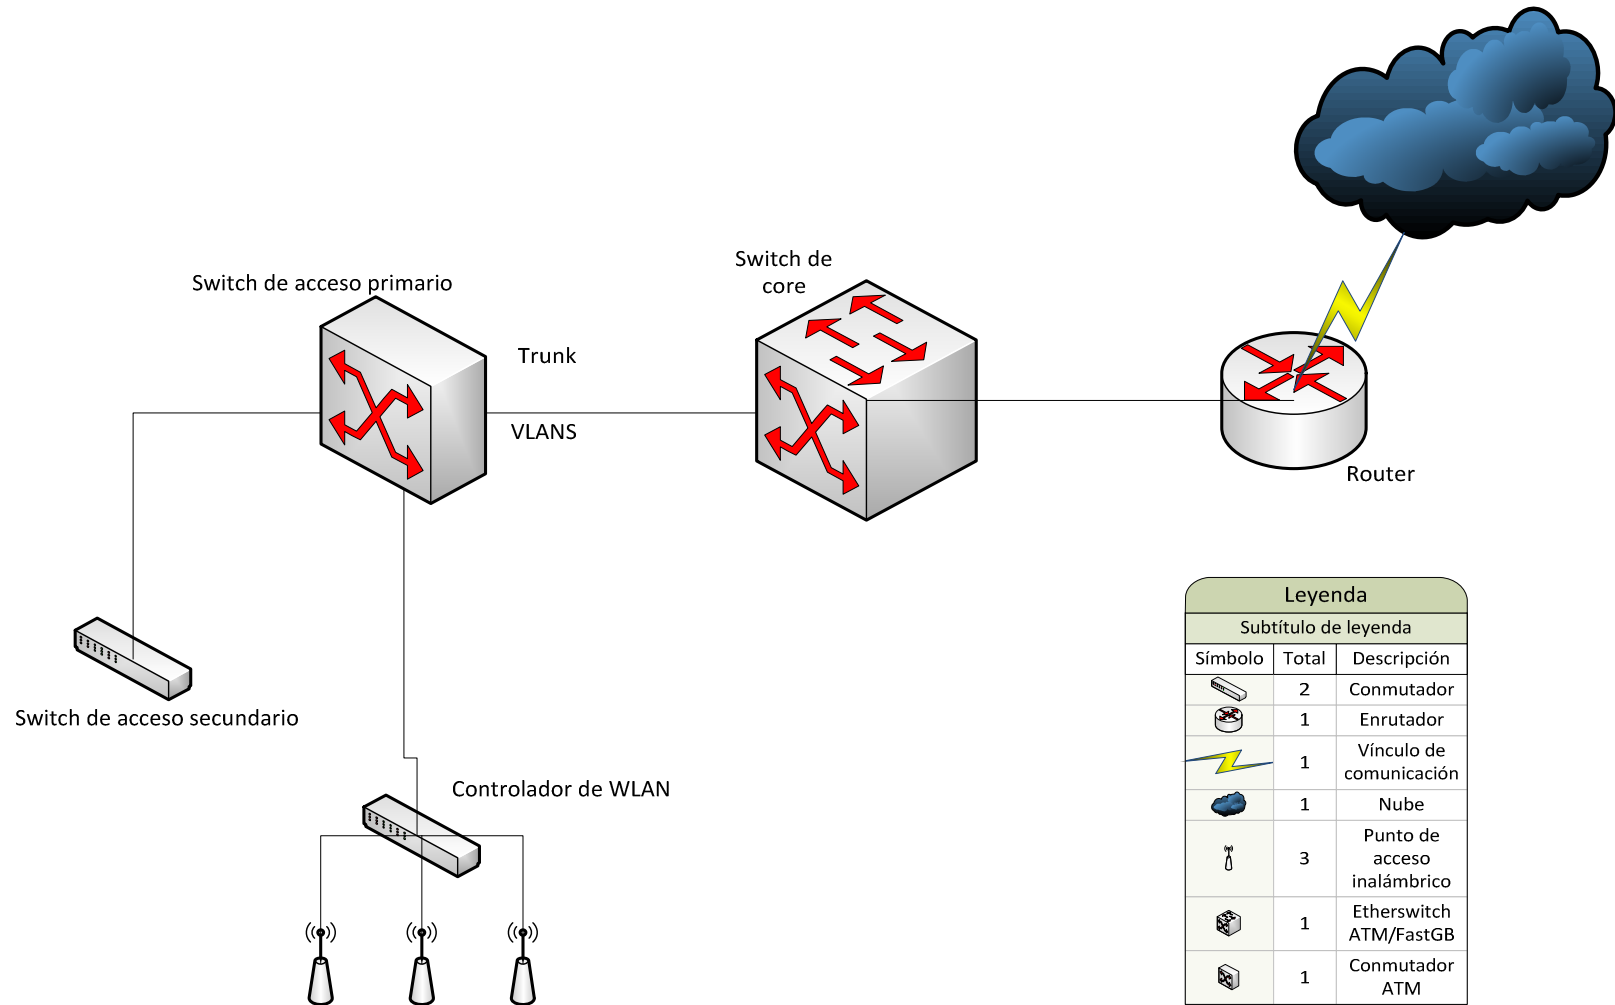 Switch de
core
Switch de acceso primario
Trunk
VLANS
Router
Switch de acceso secundario
Controlador de WLAN
Leyenda
Subtítulo de leyenda
Símbolo Total Descripción
2 Conmutador
1 Enrutador
1 Vínculo de
comunicación
1 Nube
3 Punto de
acceso
inalámbrico
1 Etherswitch
ATM/FastGB
1 Conmutador
ATM